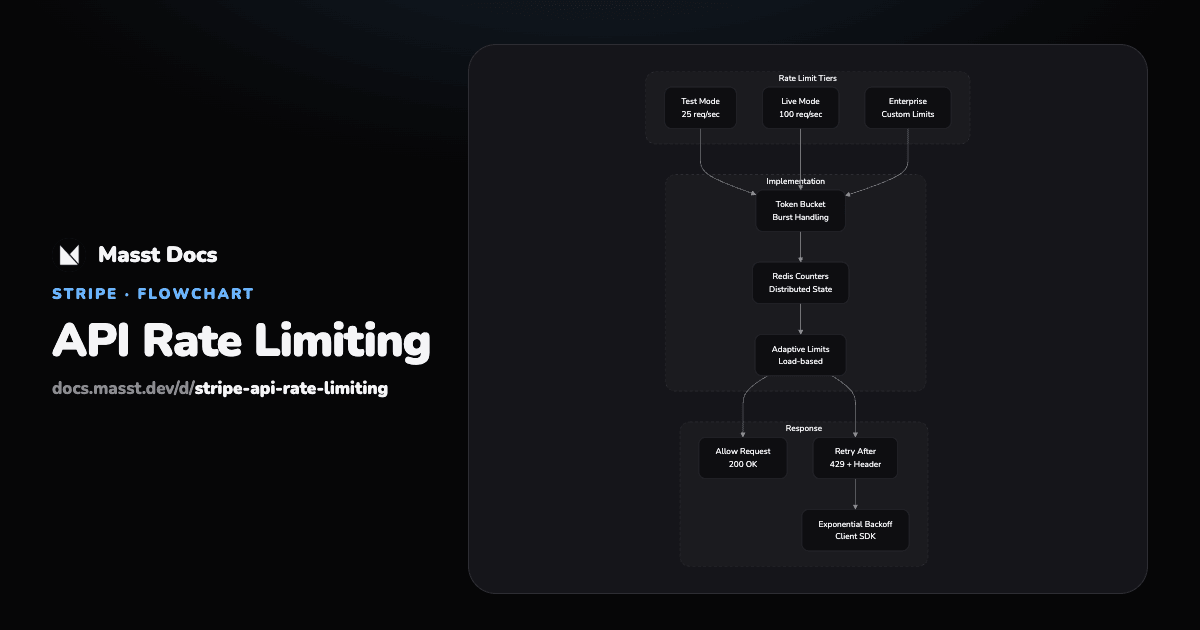 Masst Docs
STRIPE · FLOWCHART
API Rate Limiting
docs.masst.dev/d/stripe-api-rate-limiting
Rate Limit Tiers
Test Mode
25 req/sec
Live Mode
100 req/sec
Enterprise
Custom Limits
Implementation
Token Bucket
Burst Handling
Redis Counters
Distributed State
Adaptive Limits
Load-based
Response
Allow Request
200 OK
Retry After
429 + Header
Exponential Backoff
Client SDK